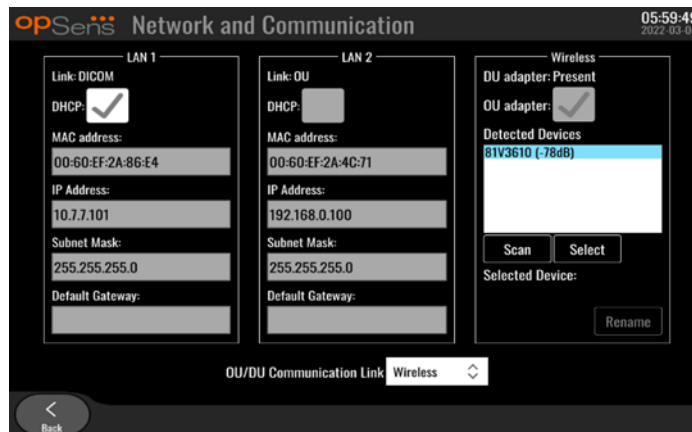 opSens Network and Communication
05:59:49
2022-03-0
LAN 1
Link: DICOM
DHCP:
MAC address:
00:60:EF:2A:86:E4
IP Address:
10.7.7.101
Subnet Mask:
255.255.255.0
Default Gateway:
LAN 2
Link: OU
DHCP:
MAC address:
00:60:EF:2A:4C:71
IP Address:
192.168.0.100
Subnet Mask:
255.255.255.0
Default Gateway:
Wireless
DU adapter: Present
OU adapter:
Detected Devices
81V3610 (-78dB)
Scan Select
Selected Device:
Rename
OU/DU Communication Link Wireless
Back